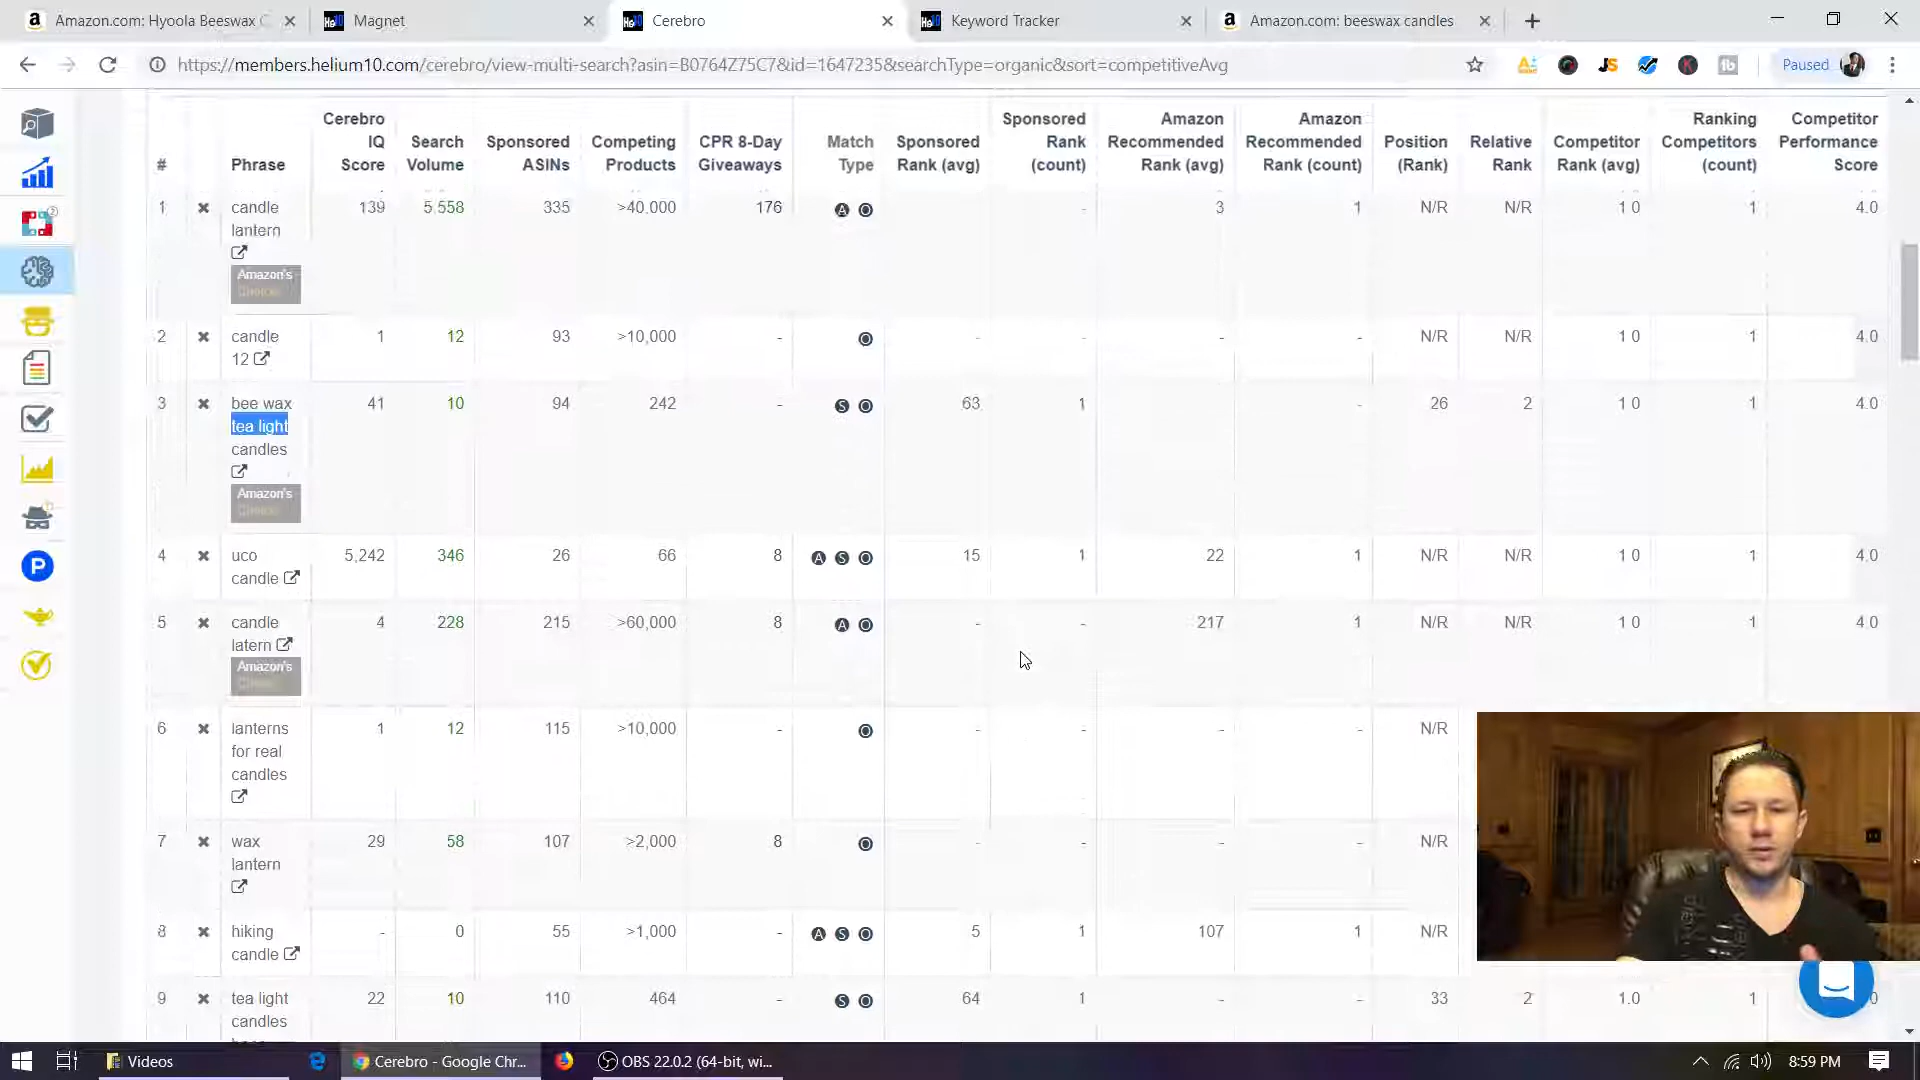 Amazon.com: Hyoola Beeswax C
Magnet
Cerebro
Keyword Tracker
Amazon.com: beeswax candles
https://members.helium10.com/cerebro/view-multi-search?asin=B0764Z75C7&id=1647235&searchType=organic&sort=competitiveAvg
Paused
# Phrase Cerebro IQ Score Search Volume Sponsored ASINs Competing Products CPR 8-Day Giveaways Match Type Sponsored Rank (avg) Sponsored Rank (count) Amazon Recommended Rank (avg) Amazon Recommended Rank (count) Position (Rank) Relative Rank Competitor Rank (avg) Ranking Competitors (count) Competitor Performance Score
1 candle lantern 139 5,558 335 >40,000 176 A O - 3 1 N/R N/R 1.0 1 4.0
Amazon's
Choice
2 candle 12 1 12 93 >10,000 - O - - - - N/R N/R 1.0 1 4.0
3 bee wax tea light candles 41 10 94 242 - S O 63 1 - 26 2 1.0 1 4.0
Amazon's
Choice
4 uco candle 5,242 346 26 66 8 A S O 15 1 22 1 N/R N/R 1.0 1 4.0
5 candle latern 4 228 215 >60,000 8 A O - - 217 1 N/R N/R 1.0 1 4.0
Amazon's
Choice
6 lanterns for real candles 1 12 115 >10,000 - O - - - - N/R
7 wax lantern 29 58 107 >2,000 8 O - - - - N/R
8 hiking candle - 0 55 >1,000 - A S O 5 1 107 1 N/R
9 tea light candles 22 10 110 464 - S O 64 1 - - 33 2 1.0 1
Videos
Cerebro - Google Chr...
OBS 22.0.2 (64-bit, wi...
8:59 PM